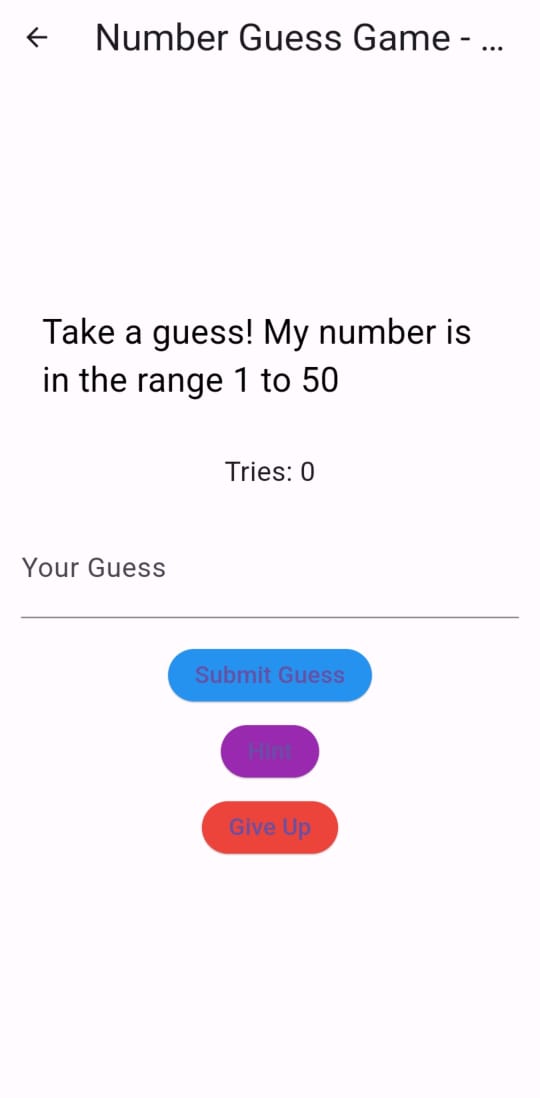 Number Guess Game - ...
Take a guess! My number is
in the range 1 to 50
Tries: 0
Your Guess
Submit Guess
Hint
Give Up